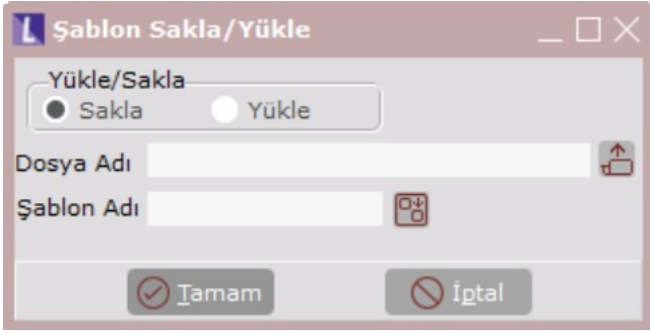 Şablon Sakla/Yükle
Yükle/Sakla
Sakla Yükle
Dosya Adı
Şablon Adı
Tamam İptal